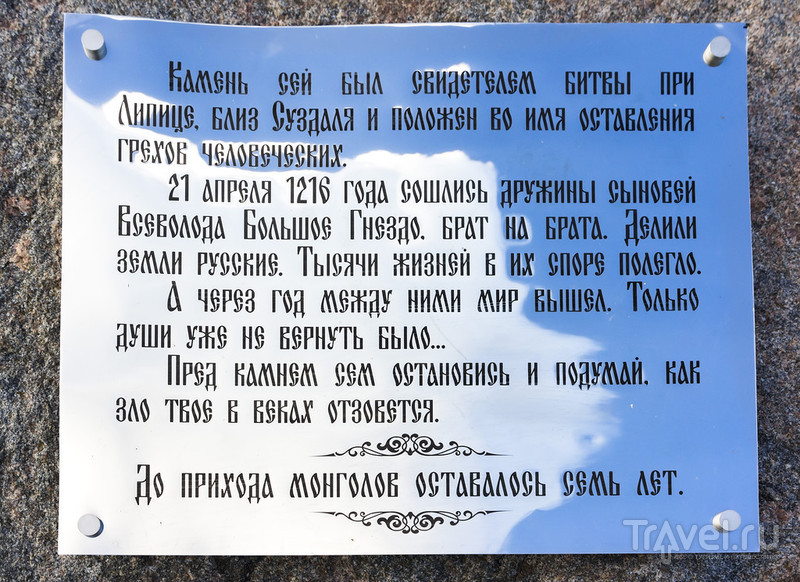 Камень сей был свидетелем битвы при
Липице, близ Суздаля и положен во имя оставления
грехов человеческих.
21 апреля 1216 года сошлись дружины сыновей
Всеволода Большое Гнездо, брат на брата. Делили
земли русские. Тысячи жизней в их споре полегло.
А через год между ними мир вышел. Только
души уже не вернуть было...
Пред камнем сем остановись и подумай, как
зло твое в веках отзовется.
До прихода монголов оставалось семь лет.
Travel.ru